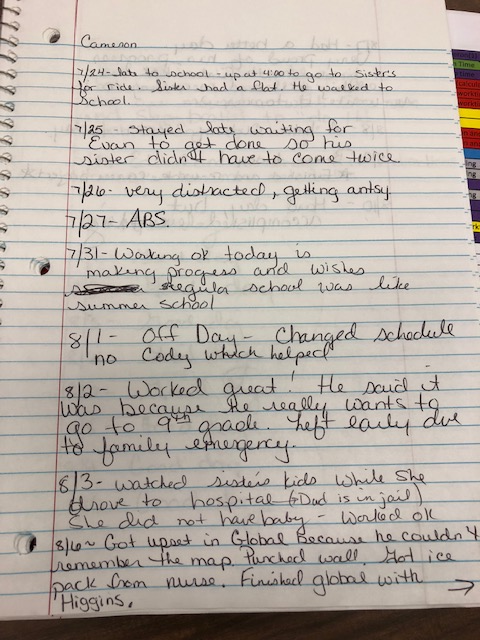 Cameron
7/24- late to school - up at 4:00 to go to Sister's
for ride. Sister had a flat. He walked to
School.
7/25 - stayed late waiting for
Evan to get done so his
sister didn't have to come twice.
7/26- very distracted, getting antsy
7/27- ABS.
7/31- Working ok today is
making progress and wishes
regular school was like
summer school
8/1- Off Day- Changed schedule
no Cody which helped
8/2- Worked great! He said it
was because he really wants to
go to 9th grade. Left early due
to family emergency.
8/3- watched sister's kids while she
drove to hospital (Dad is in jail)
She did not have baby - Worked ok
8/6~ Got upset in Global because he couldn't
remember the map. Punched wall. Got ice
pack from nurse. Finished global with
Higgins. →